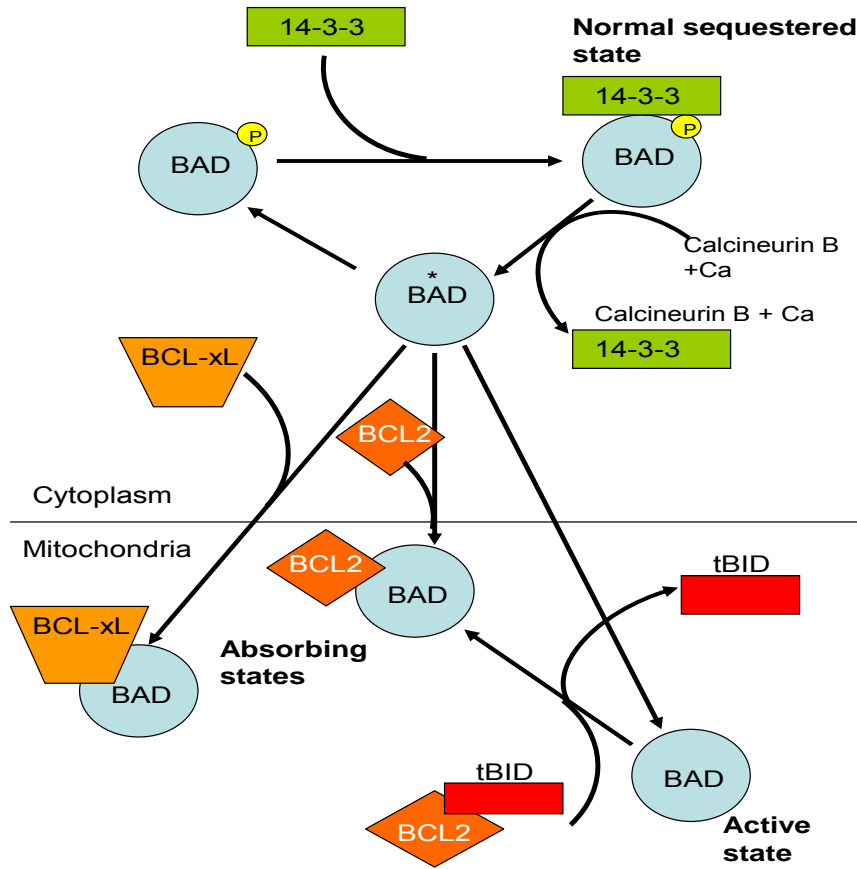 14-3-3
Normal sequestered
state
14-3-3
P
BAD
P
BAD
Calcineurin B
+Ca
*
BAD
Calcineurin B + Ca
14-3-3
BCL-xL
BCL2
Cytoplasm
Mitochondria
BCL2
BAD
tBID
BCL-xL
BAD
Absorbing
states
tBID
BCL2
BAD
Active
state